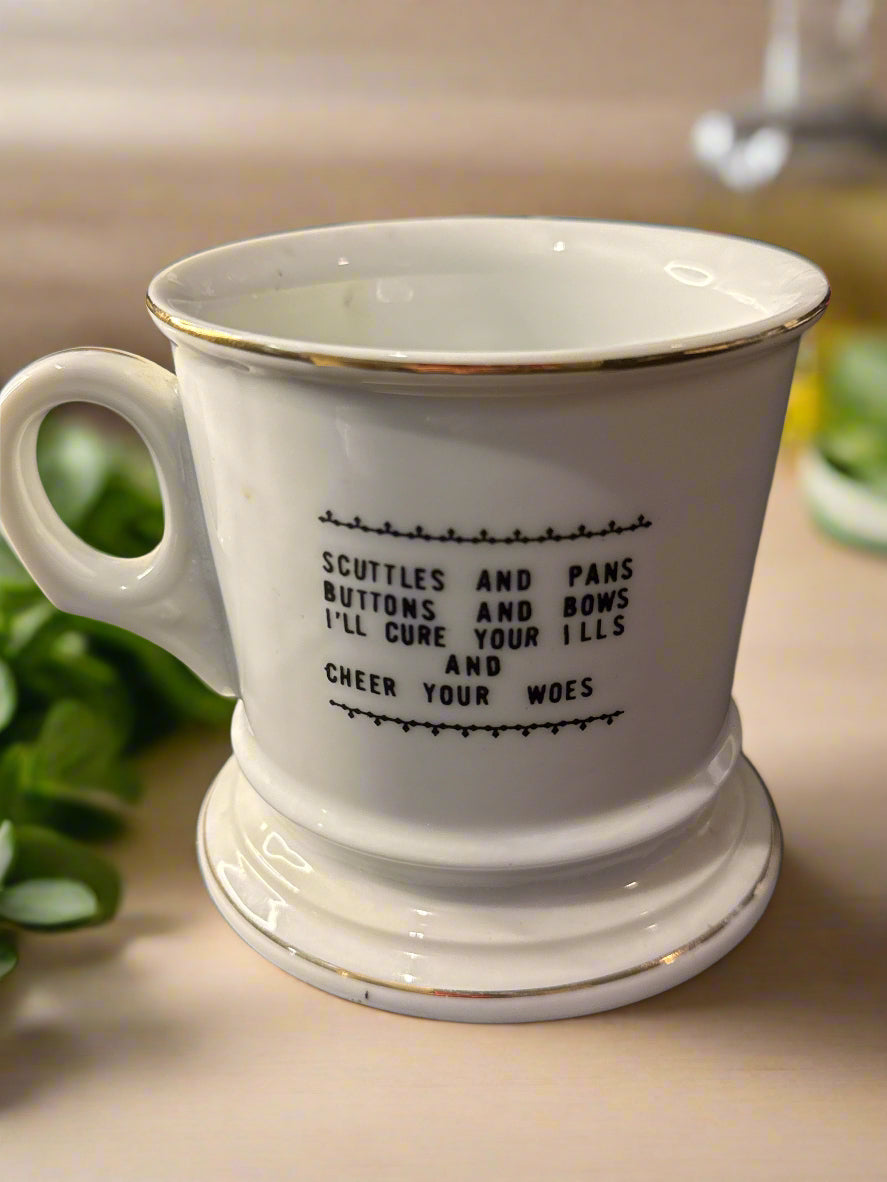 SCUTTLES AND PANS
BUTTONS AND BOWS
I'LL CURE YOUR ILLS
AND
CHEER YOUR WOES